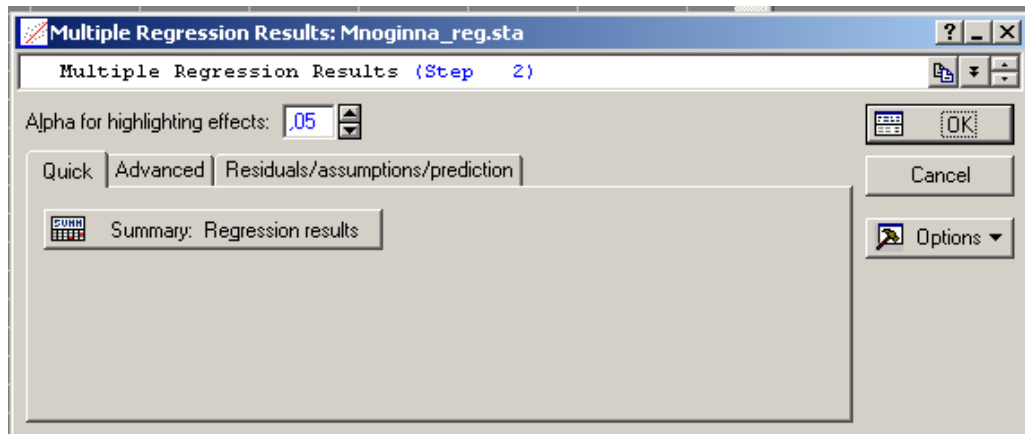 Multiple Regression Results: Mnoginna_reg.sta
Multiple Regression Results (Step 2)
Alpha for highlighting effects: ,05
OK
Quick Advanced Residuals/assumptions/prediction
Cancel
SUMM Summary: Regression results
Options